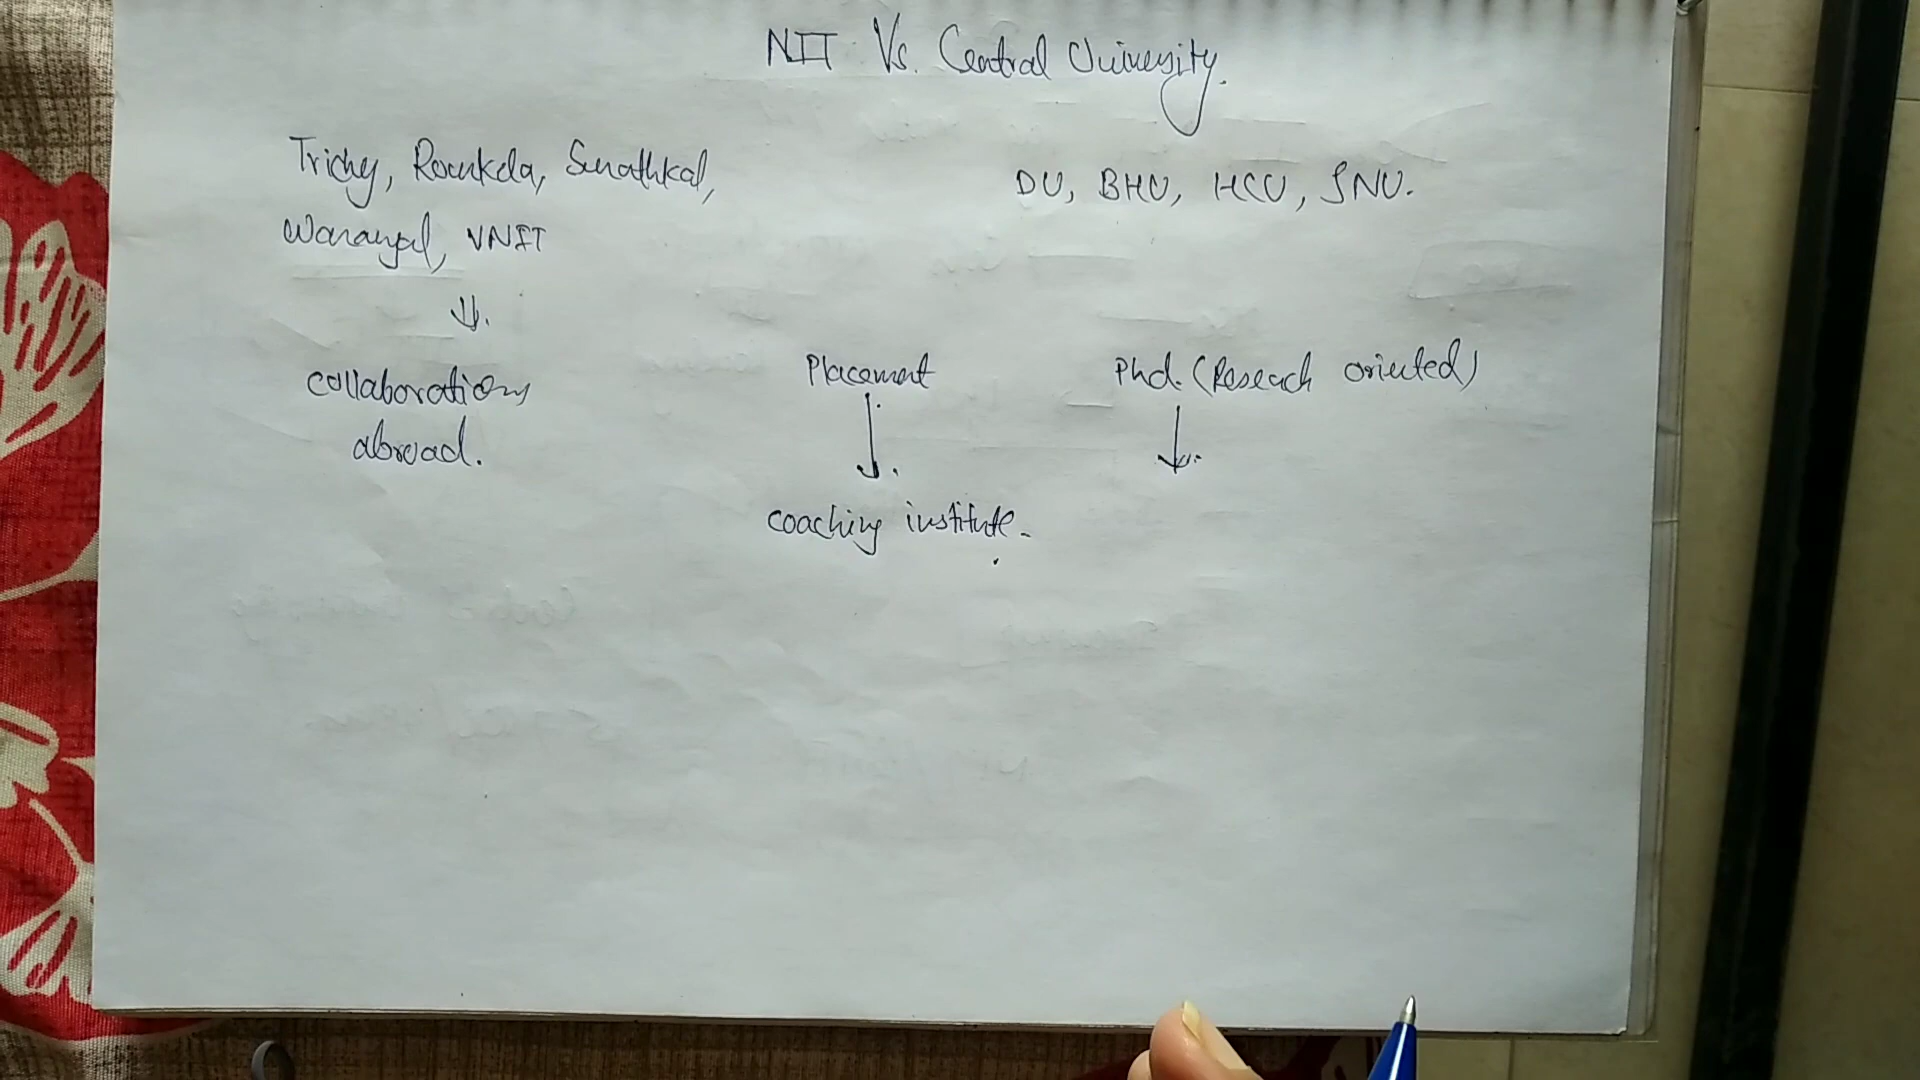 NIT Vs. Central University.
Trichy, Rourkela, Surathkal,
Warangal, VNIT
DU, BHU, HCU, JNU.
collaborations
abroad.
Placement
Phd. (Reseach oriented)
coaching institute.